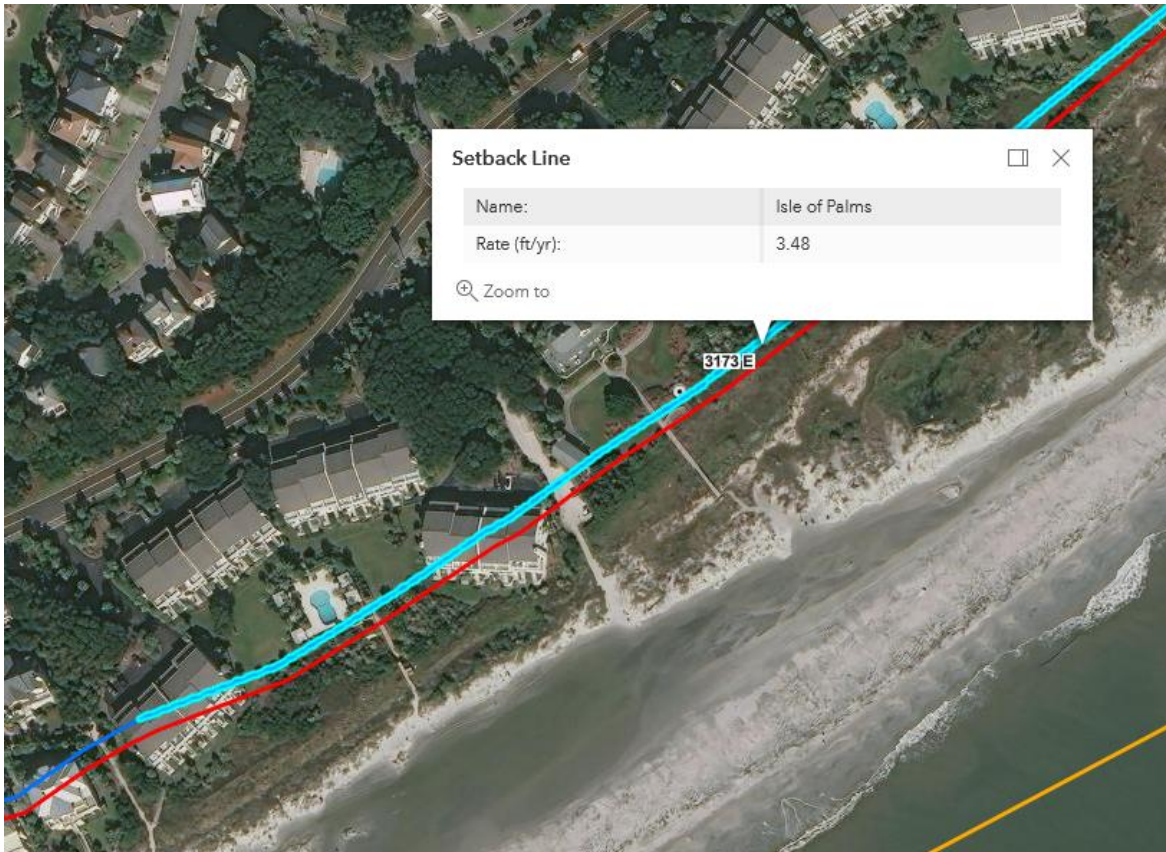 Setback Line
Name: Isle of Palms
Rate (ft/yr): 3.48
Zoom to
3173 E